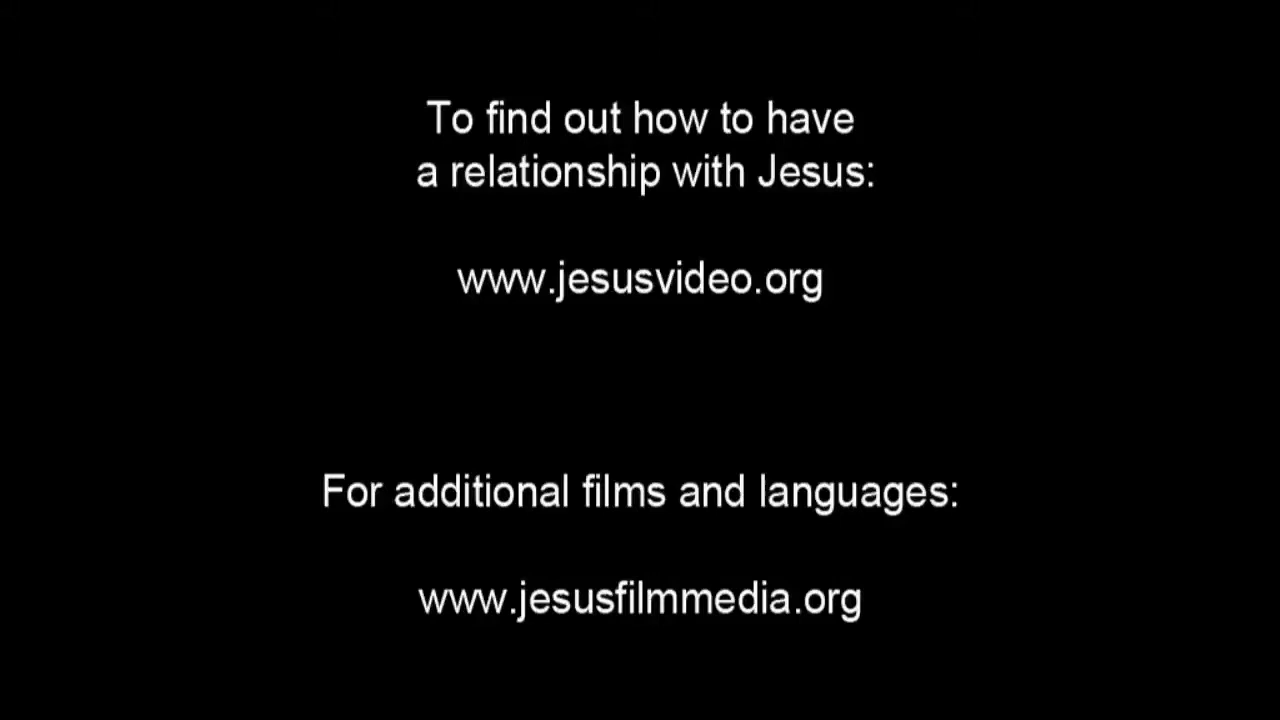 To find out how to have
a relationship with Jesus:
www.jesusvideo.org
For additional films and languages:
www.jesusfilmmedia.org